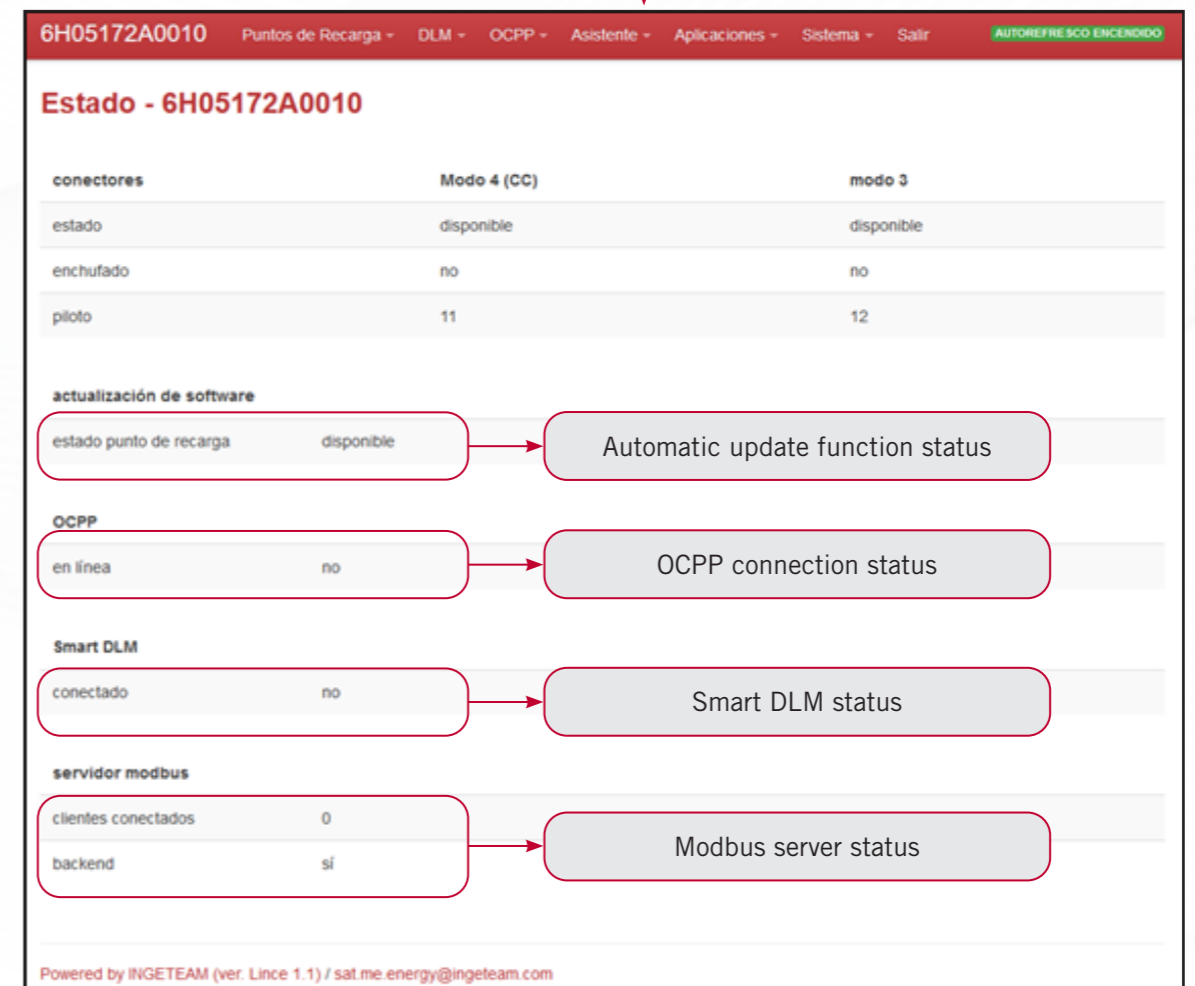 6H05172A0010 Puntos de Recarga DLM OCPP Asistente Aplicaciones Sistema Salir AUTOREFRESCO ENCENDIDO
Estado - 6H05172A0010
conectores Modo 4 (CC) modo 3
estado disponible disponible
enchufado no no
piloto 11 12
actualización de software
estado punto de recarga disponible Automatic update function status
OCPP
en línea no OCPP connection status
Smart DLM
conectado no Smart DLM status
servidor modbus
clientes conectados 0
Modbus server status
backend sí
Powered by INGETEAM (ver. Lince 1.1) / sat.me.energy@ingeteam.com